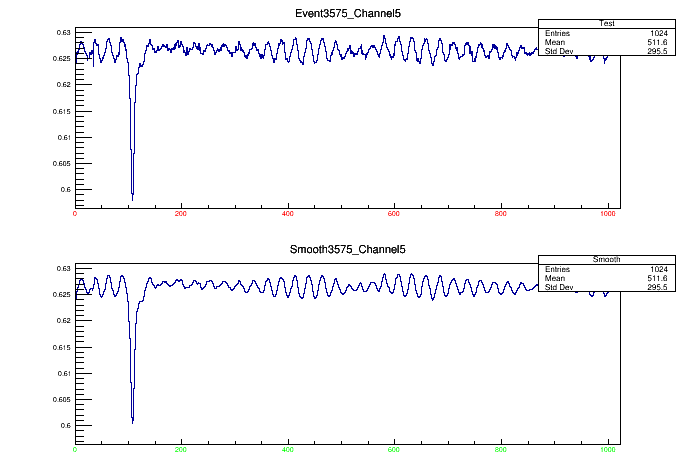 Event3575_Channel5
Test
Entries 1024
Mean 511.6
Std Dev 295.5
0.63
0.625
0.62
0.615
0.61
0.605
0.6
0 200 400 600 800 1000
Smooth3575_Channel5
Smooth
Entries 1024
Mean 511.6
Std Dev 295.5
0.63
0.625
0.62
0.615
0.61
0.605
0.6
0 200 400 600 800 1000